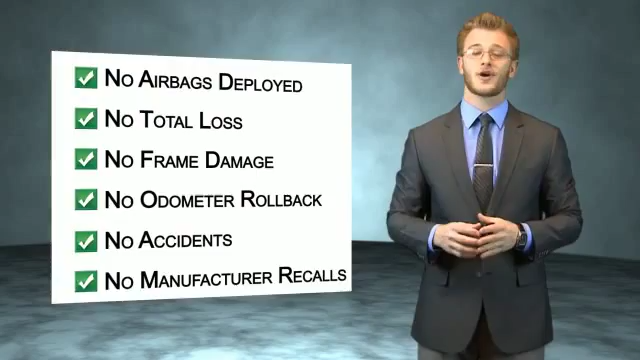 No Airbags Deployed
No Total Loss
No Frame Damage
No Odometer Rollback
No Accidents
No Manufacturer Recalls